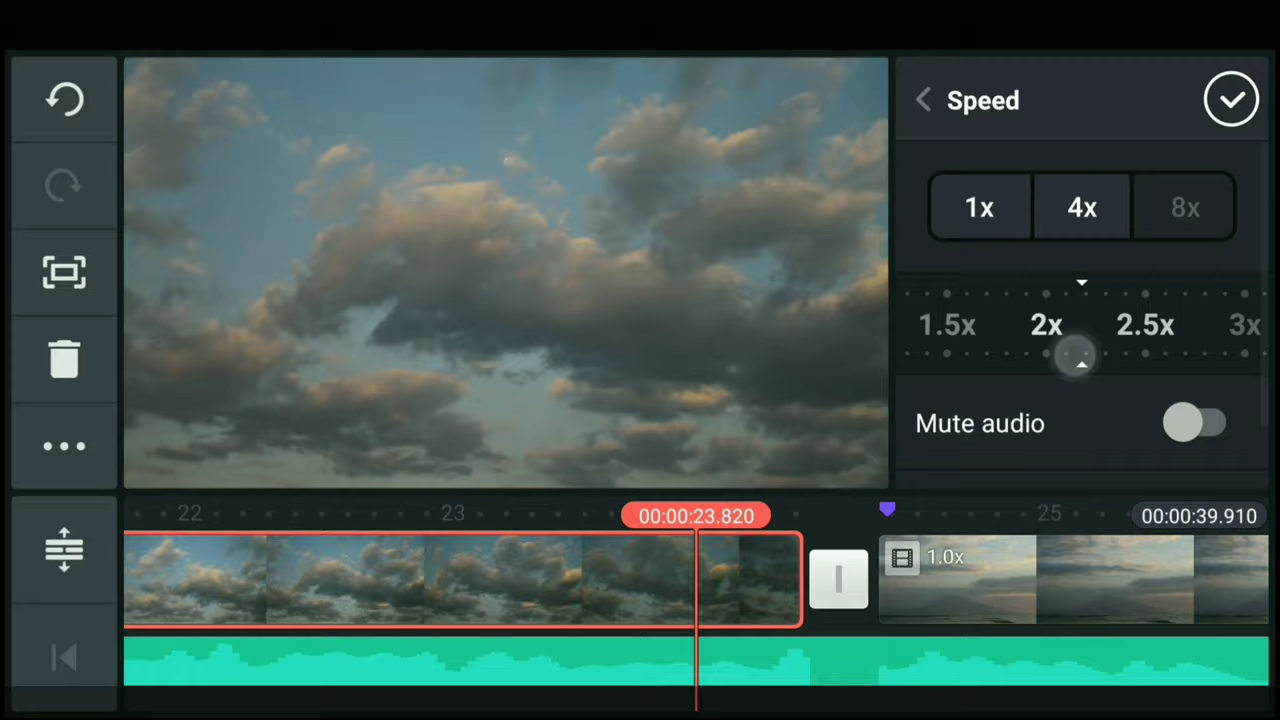 Speed
1x 4x 8x
1.5x 2x 2.5x 3x
Mute audio
22 23 00:00:23.820 25 00:00:39.910
1.0x